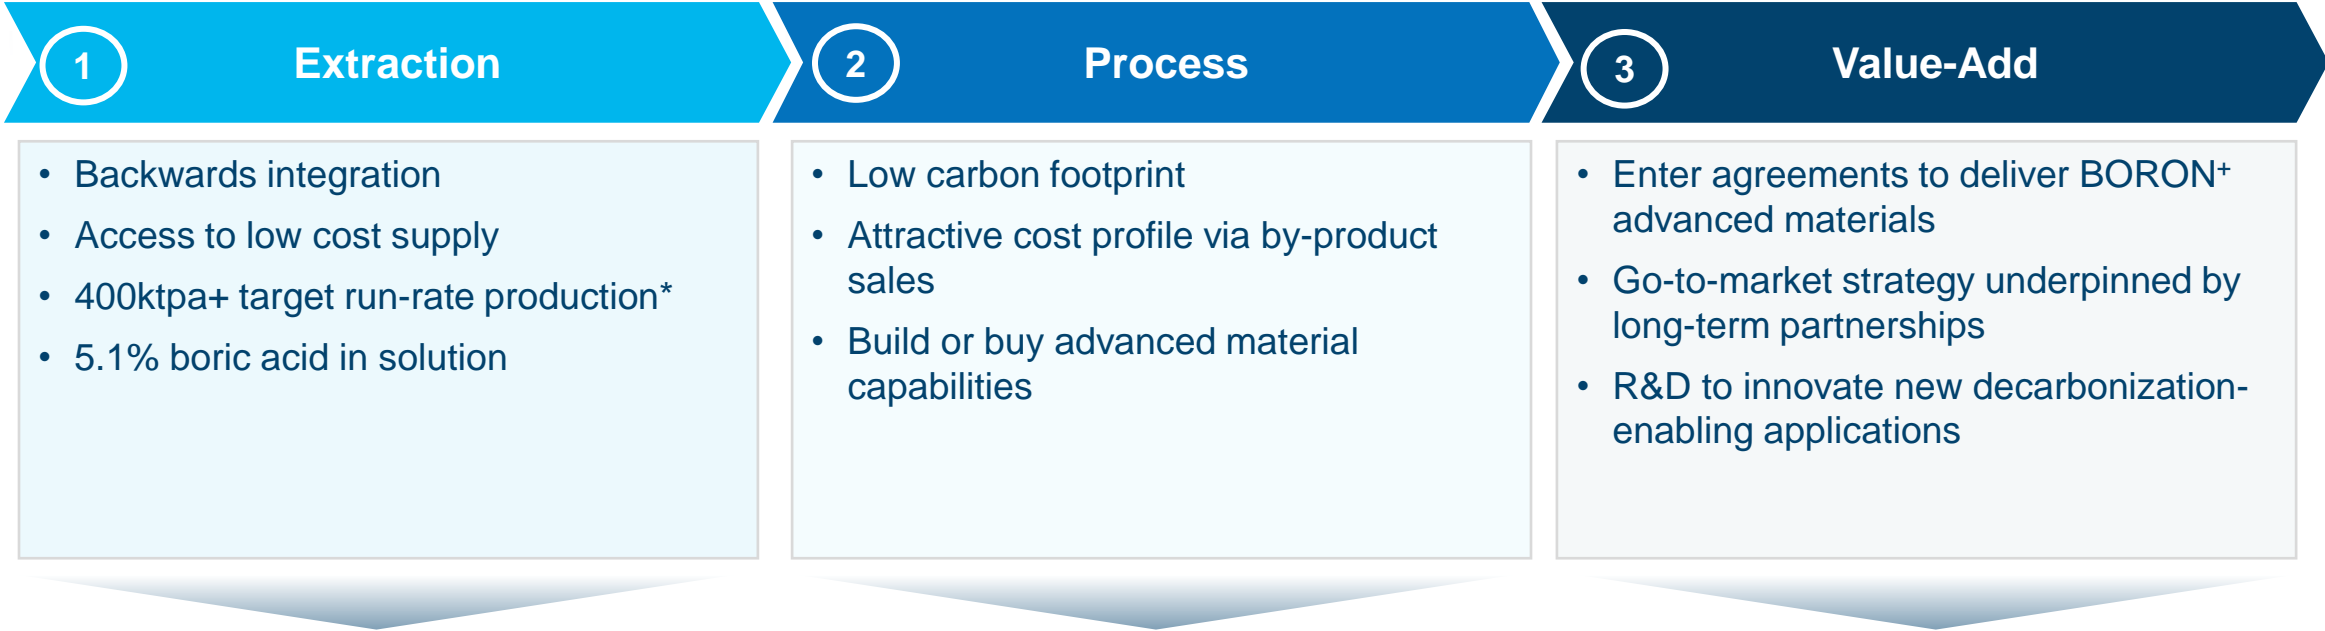 1
Extraction
2
Process
3
Value-Add
• Backwards integration
• Access to low cost supply
• 400ktpa+ target run-rate production*
• 5.1% boric acid in solution
• Low carbon footprint
• Attractive cost profile via by-product
sales
• Build or buy advanced material
capabilities
• Enter agreements to deliver BORON⁺
advanced materials
• Go-to-market strategy underpinned by
long-term partnerships
• R&D to innovate new decarbonization-
enabling applications